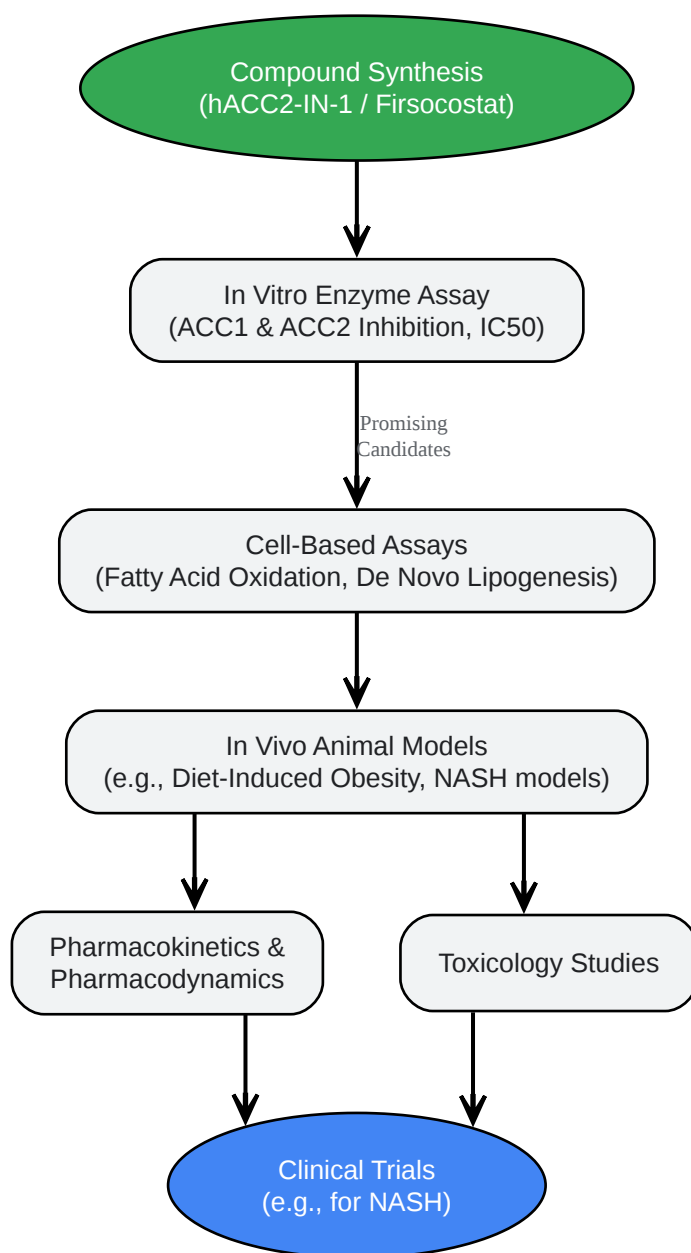 Compound Synthesis
(hACC2-IN-1 / Firsocostat)
In Vitro Enzyme Assay
(ACC1 & ACC2 Inhibition, IC50)
Promising
Candidates
Cell-Based Assays
(Fatty Acid Oxidation, De Novo Lipogenesis)
In Vivo Animal Models
(e.g., Diet-Induced Obesity, NASH models)
Pharmacokinetics &
Pharmacodynamics
Toxicology Studies
Clinical Trials
(e.g., for NASH)